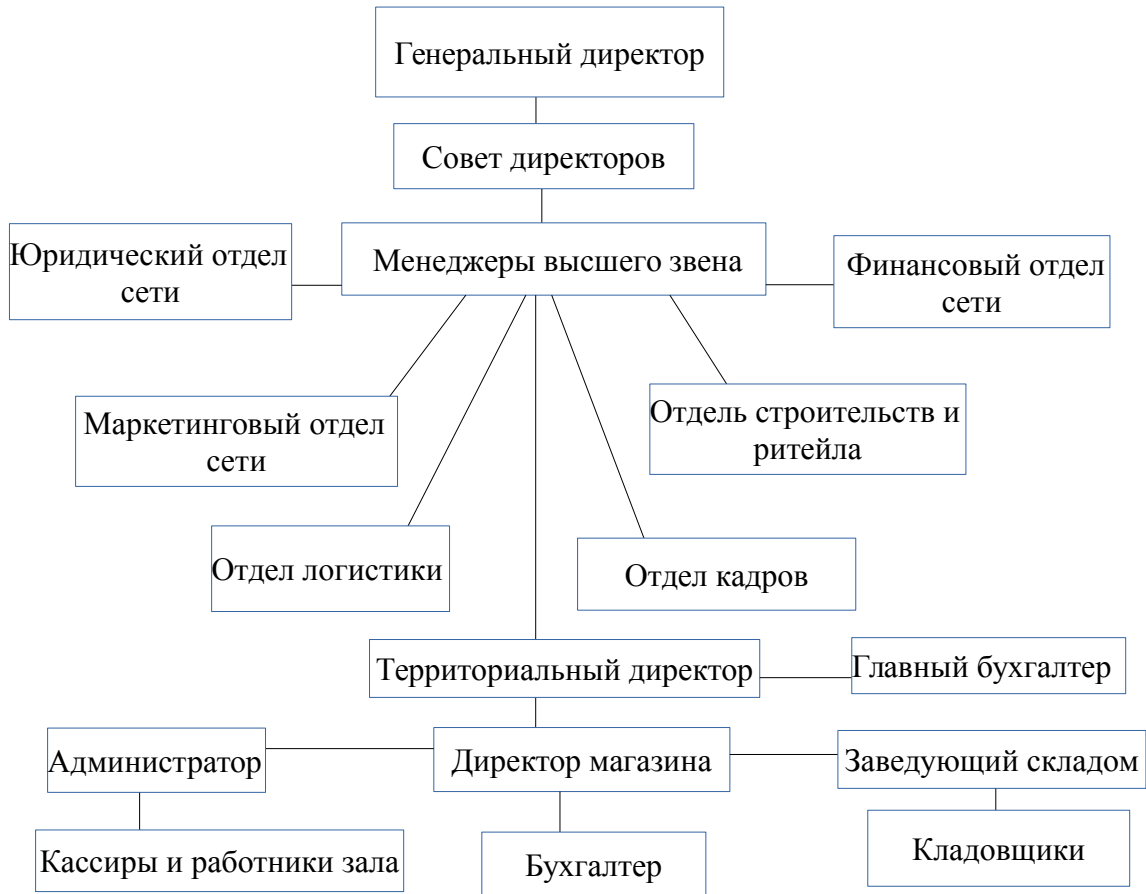 Генеральный директор
Совет директоров
Юридический отдел
сети
Менеджеры высшего звена
Финансовый отдел
сети
Маркетинговый отдел
сети
Отдель строительств и
ритейла
Отдел логистики
Отдел кадров
Территориальный директор
Главный бухгалтер
Администратор
Директор магазина
Заведующий складом
Кассиры и работники зала
Бухгалтер
Кладовщики